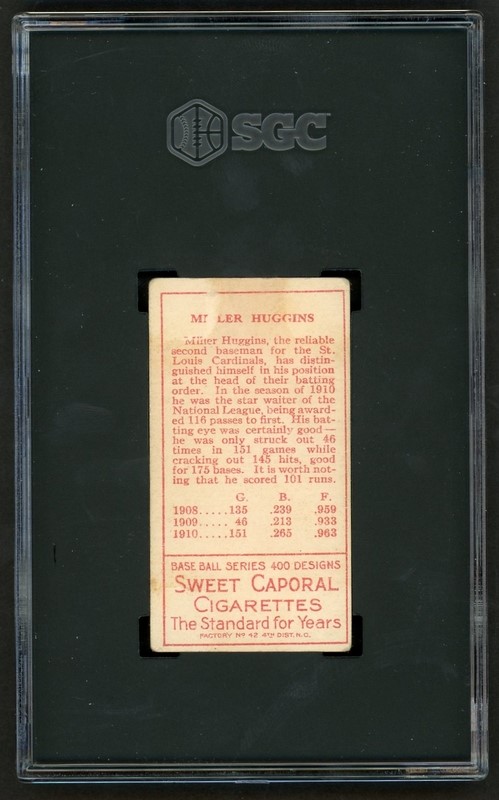 SGC
MILLER HUGGINS
Miller Huggins, the reliable
second baseman for the St.
Louis Cardinals, has distin-
guished himself in his position
at the head of their batting
order. In the season of 1910
he was the star waiter of the
National League, being award-
ed 116 passes to first. His bat-
ting eye was certainly good—
he was only struck out 46
times in 151 games while
cracking out 145 hits, good
for 175 bases. It is worth not-
ing that he scored 101 runs.
G. B. F.
1908.....135 .239 .959
1909..... 46 .213 .933
1910.....151 .265 .963
BASE BALL SERIES 400 DESIGNS
SWEET CAPORAL
CIGARETTES
The Standard for Years
FACTORY Nº 42 4TH DIST. N.C.